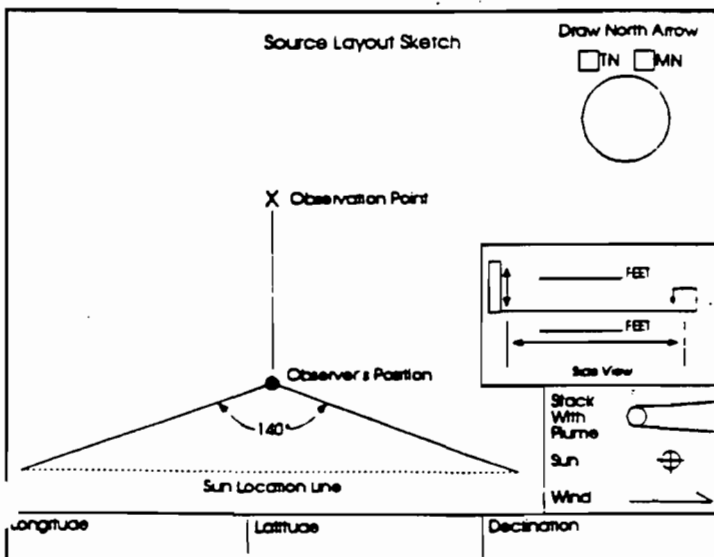 Source Layout Sketch
Draw North Arrow
TN MN
X Observation Point
FEET
FEET
Side View
Observer's Position
140°
Sun Location Line
Stack
With
Plume
Sun
Wind
Longitude
Latitude
Declination